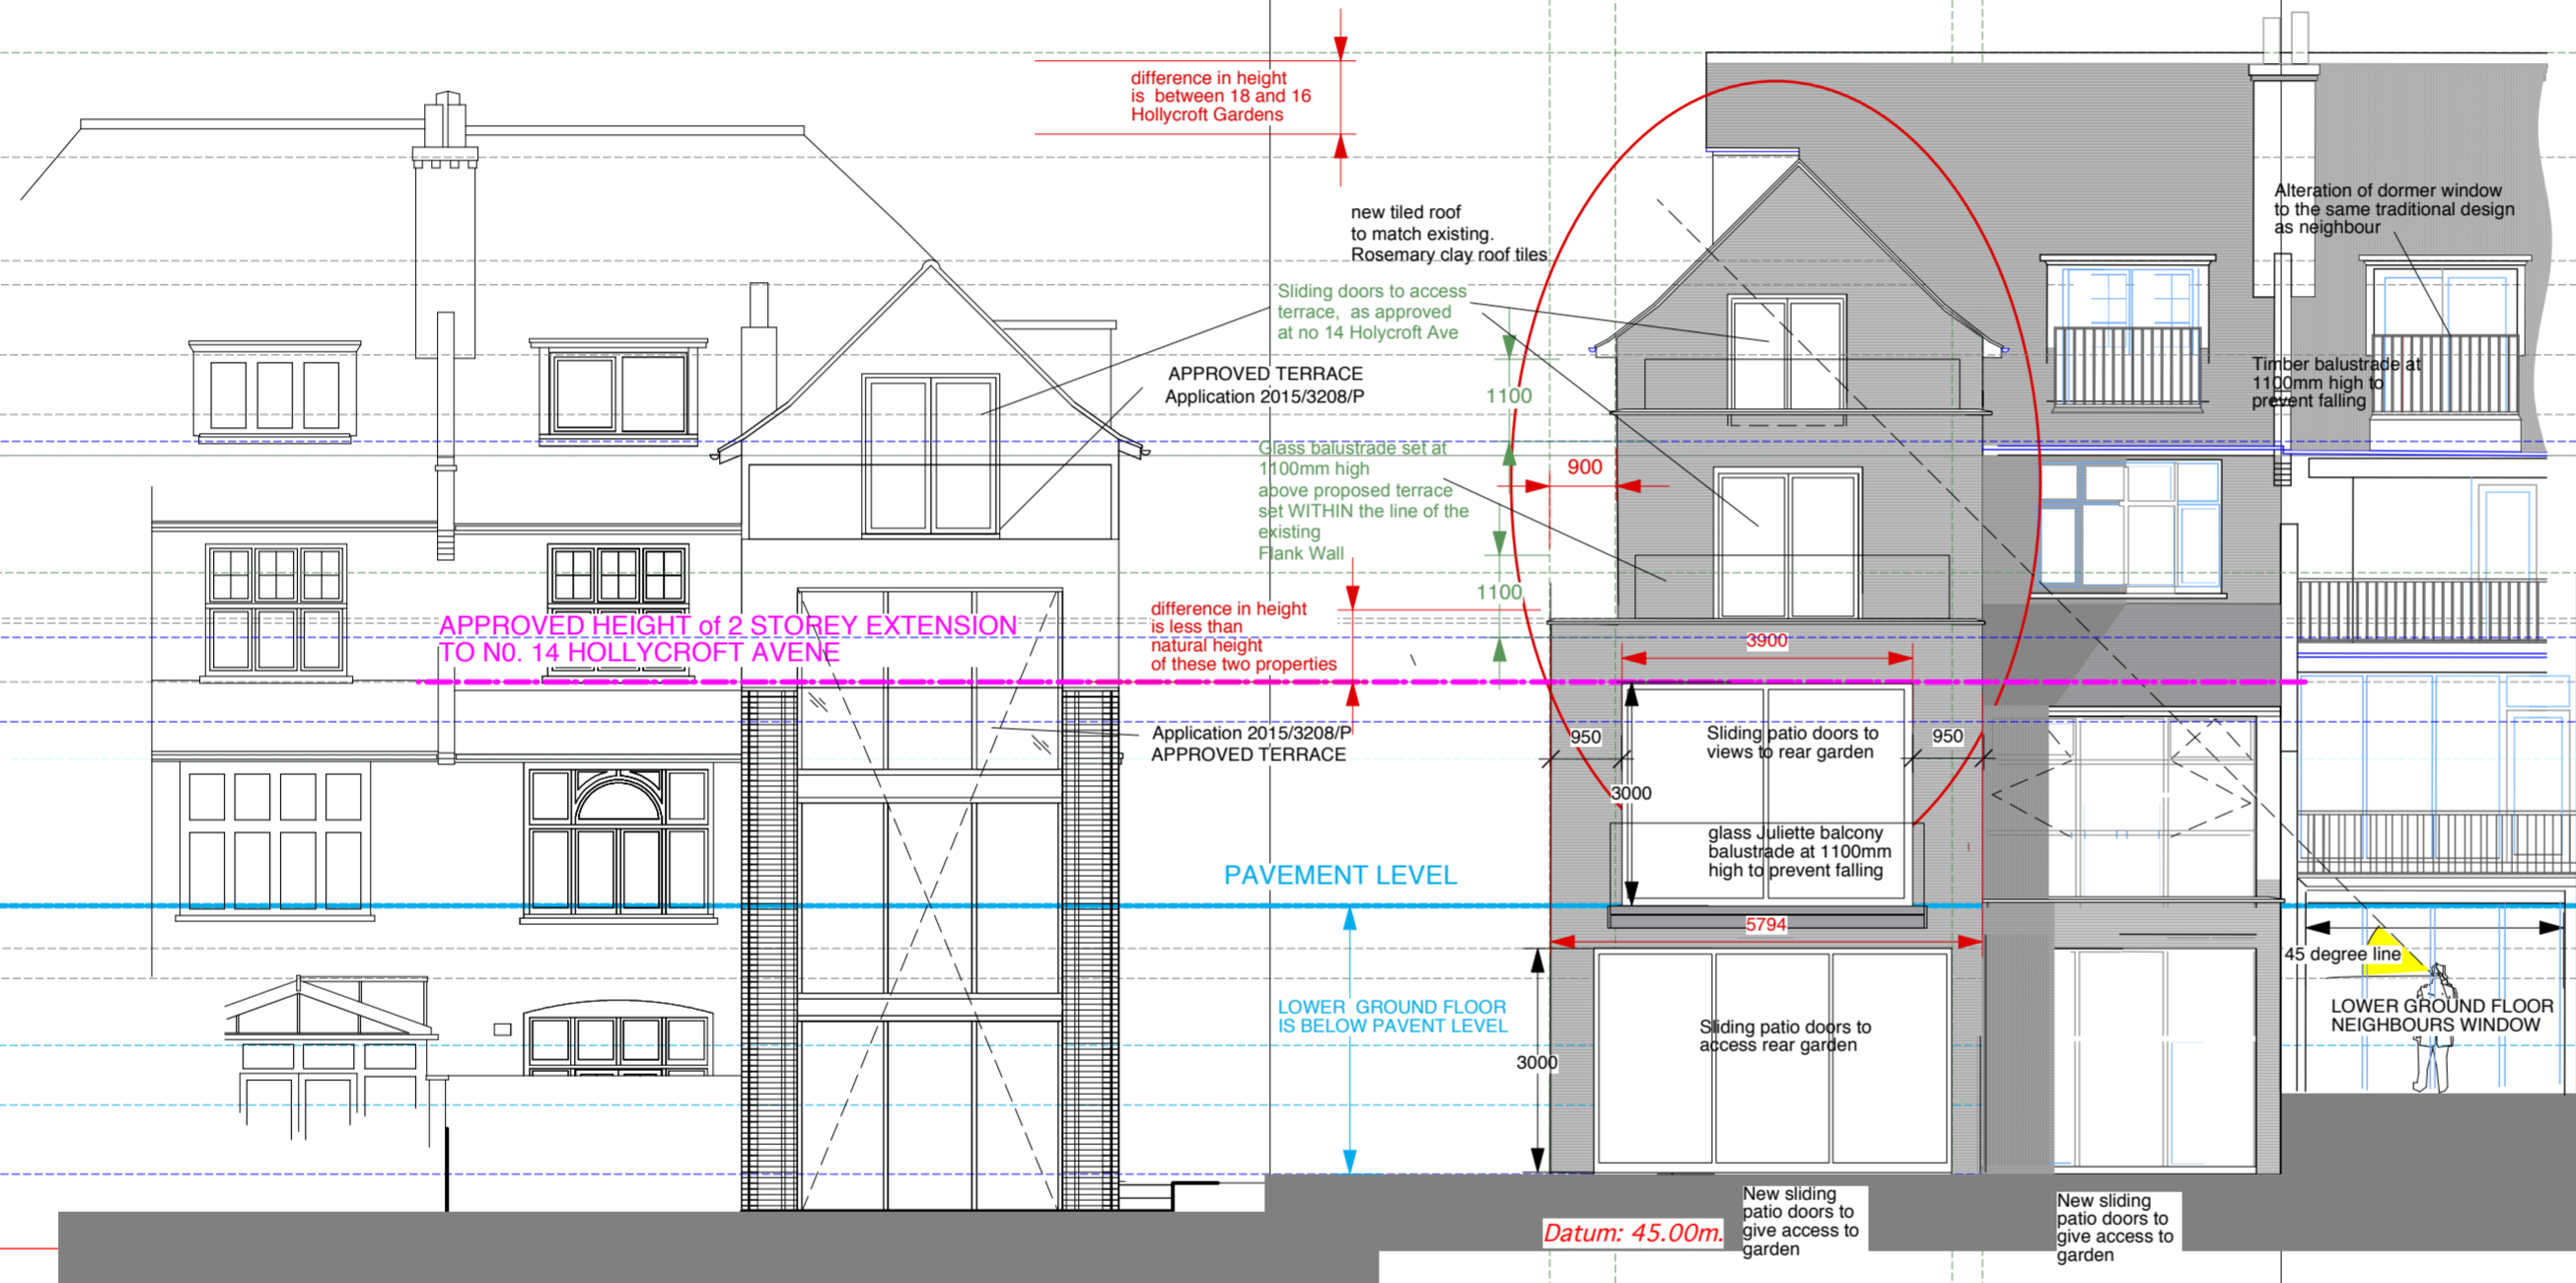 difference in height
is between 18 and 16
Hollycroft Gardens
new tiled roof
to match existing.
Rosemary clay roof tiles
Alteration of dormer window
to the same traditional design
as neighbour
Sliding doors to access
terrace, as approved
at no 14 Holycroft Ave
APPROVED TERRACE
Application 2015/3208/P
1100
Timber balustrade at
1100mm high to
prevent falling
Glass balustrade set at
1100mm high
above proposed terrace
set WITHIN the line of the
existing
Flank Wall
900
1100
APPROVED HEIGHT of 2 STOREY EXTENSION
TO N0. 14 HOLLYCROFT AVENE
difference in height
is less than
natural height
of these two properties
3900
Application 2015/3208/P
APPROVED TERRACE
950
Sliding patio doors to
views to rear garden
950
3000
glass Juliette balcony
balustrade at 1100mm
high to prevent falling
PAVEMENT LEVEL
5794
45 degree line
LOWER GROUND FLOOR
IS BELOW PAVENT LEVEL
LOWER GROUND FLOOR
NEIGHBOURS WINDOW
Sliding patio doors to
access rear garden
3000
Datum: 45.00m.
New sliding
patio doors to
give access to
garden
New sliding
patio doors to
give access to
garden